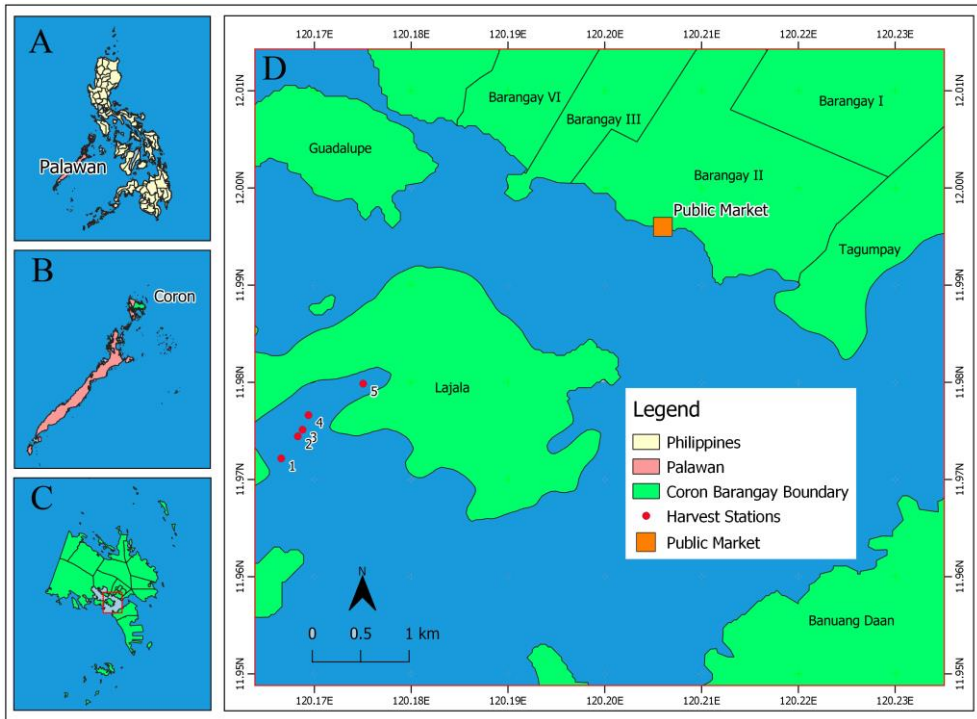 A
Palawan
B
Coron
C
D
120.17E 120.18E 120.19E 120.20E 120.21E 120.22E 120.23E
12.01N
12.00N
11.99N
11.98N
11.97N
11.96N
11.95N
Barangay VI
Barangay III
Barangay I
Guadalupe
Barangay II
Public Market
Tagumpay
Lajala
5
4
3
2
1
Legend
Philippines
Palawan
Coron Barangay Boundary
Harvest Stations
Public Market
N
0 0.5 1 km
Banuang Daan
12.01N
12.00N
11.99N
11.98N
11.97N
11.96N
11.95N
120.17E 120.18E 120.19E 120.20E 120.21E 120.22E 120.23E